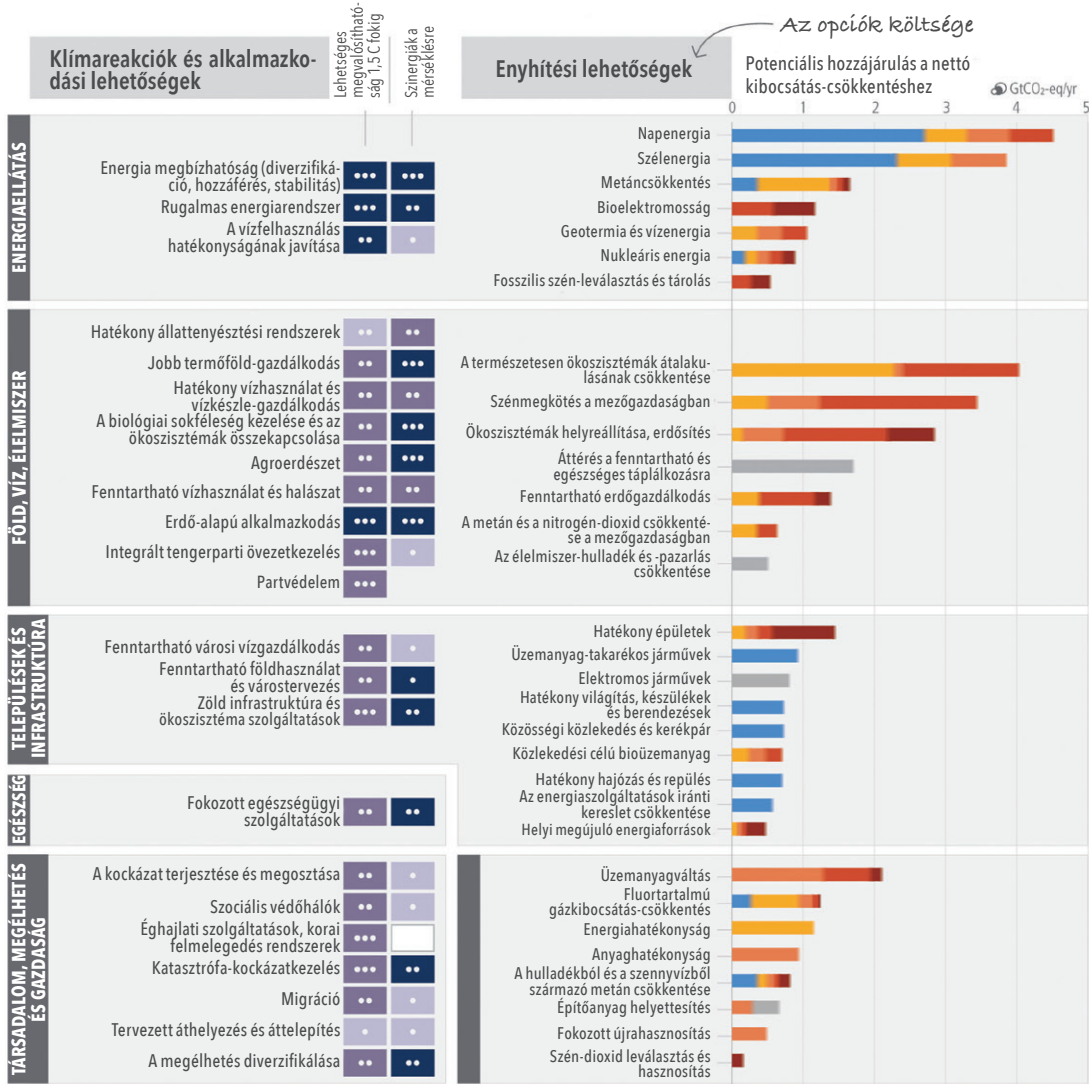 Az opciók költsége
Klímareakciók és alkalmazko-
dási lehetőségek
Lehetséges
megvalósítható-
ság 1,5 C fokig
Szinergiák a
mérséklésre
Enyhítési lehetőségek
Potenciális hozzájárulás a nettó
kibocsátás-csökkentéshez
GtCO₂-eq/yr
0 1 2 3 4 5
ENERGIAELLÁTÁS
Energia megbízhatóság (diverzifiká-
ció, hozzáférés, stabilitás)
Rugalmas energiarendszer
A vízfelhasználás
hatékonyságának javítása
Napenergia
Szélenergia
Metáncsökkentés
Bioelektromosság
Geotermia és vízenergia
Nukleáris energia
Fosszilis szén-leválasztás és tárolás
FÖLD, VÍZ, ÉLELMISZER
Hatékony állattenyésztési rendszerek
Jobb termőföld-gazdálkodás
Hatékony vízhasználat és
vízkészle-gazdálkodás
A biológiai sokféleség kezelése és az
ökoszisztémák összekapcsolása
Agroerdészet
Fenntartható vízhasználat és halászat
Erdő-alapú alkalmazkodás
Integrált tengerparti övezetkezelés
Partvédelem
A természetesen ökoszisztémák átalaku-
lásának csökkentése
Szénmegkötés a mezőgazdaságban
Ökoszisztémák helyreállítása, erdősítés
Áttérés a fenntartható és
egészséges táplálkozásra
Fenntartható erdőgazdálkodás
A metán és a nitrogén-dioxid csökkenté-
se a mezőgazdaságban
Az élelmiszer-hulladék és -pazarlás
csökkentése
TELEPÜLÉSEK ÉS
INFRASTRUKTÚRA
Fenntartható városi vízgazdálkodás
Fenntartható földhasználat
és várostervezés
Zöld infrastruktúra és
ökoszisztéma szolgáltatások
Hatékony épületek
Üzemanyag-takarékos járművek
Elektromos járművek
Hatékony világítás, készülékek
és berendezések
Közösségi közlekedés és kerékpár
Közlekedési célú bioüzemanyag
Hatékony hajózás és repülés
Az energiaszolgáltatások iránti
kereslet csökkentése
Helyi megújuló energiaforrások
EGÉSZSÉG
Fokozott egészségügyi
szolgáltatások
TÁRSADALOM, MEGÉLHETÉS
ÉS GAZDASÁG
A kockázat terjesztése és megosztása
Szociális védőhálók
Éghajlati szolgáltatások, korai
felmelegedés rendszerek
Katasztrófa-kockázatkezelés
Migráció
Tervezett áthelyezés és áttelepítés
A megélhetés diverzifikálása
Üzemanyagváltás
Fluortartalmú
gázkibocsátás-csökkentés
Energiahatékonyság
Anyaghatékonyság
A hulladékból és a szennyvízből
származó metán csökkentése
Építőanyag helyettesítés
Fokozott újrahasznosítás
Szén-dioxid leválasztás és
hasznosítás